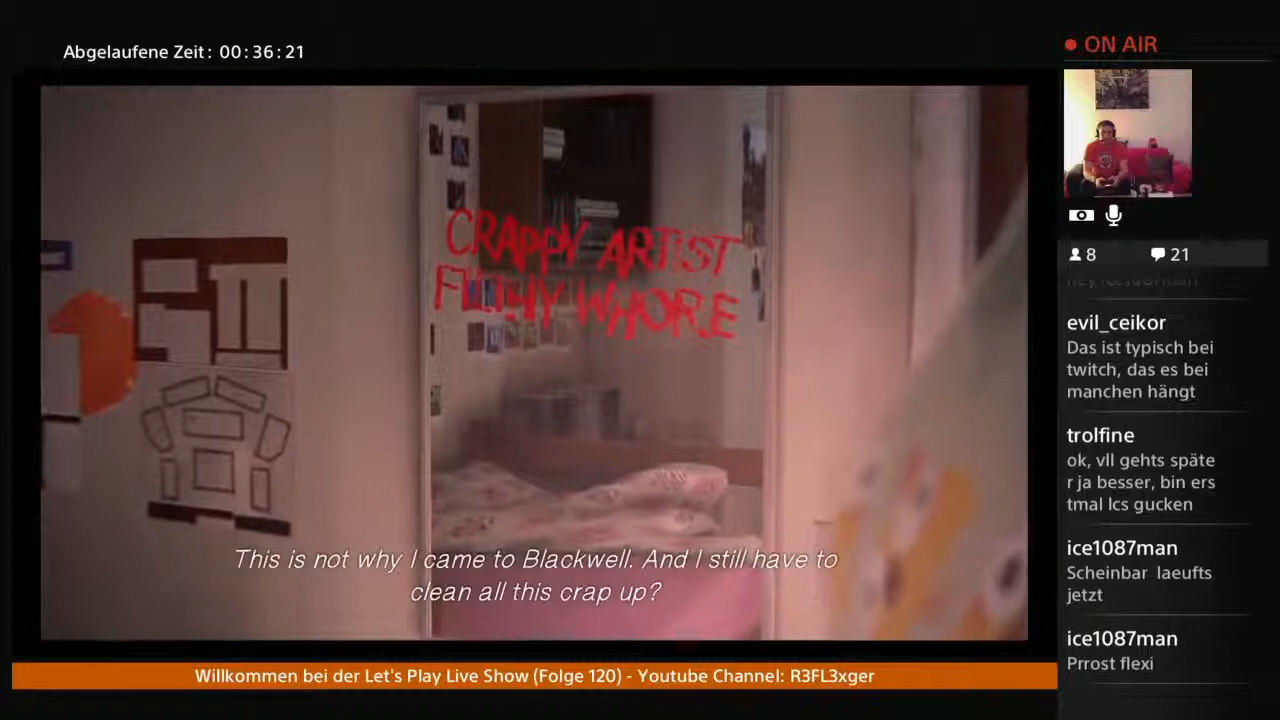 Abgelaufene Zeit: 00:36:21
ON AIR
CRAPPY ARTIST
FILTHY WHORE
This is not why I came to Blackwell. And I still have to
clean all this crap up?
Willkommen bei der Let's Play Live Show (Folge 120) - Youtube Channel: R3FL3xger
8 21
evil_ceikor
Das ist typisch bei
twitch, das es bei
manchen hängt
trolfine
ok, vll gehts späte
r ja besser, bin ers
tmal lcs gucken
ice1087man
Scheinbar laeufts
jetzt
ice1087man
Prrost flexi